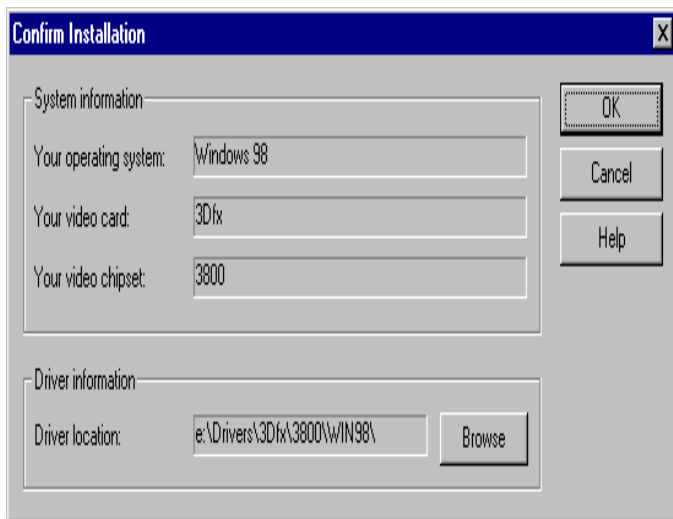 Confirm Installation
System information
Your operating system: Windows 98
Your video card: 3Dfx
Your video chipset: 3800
Driver information
Driver location: e:\Drivers\3Dfx\3800\WIN98\ Browse
OK
Cancel
Help